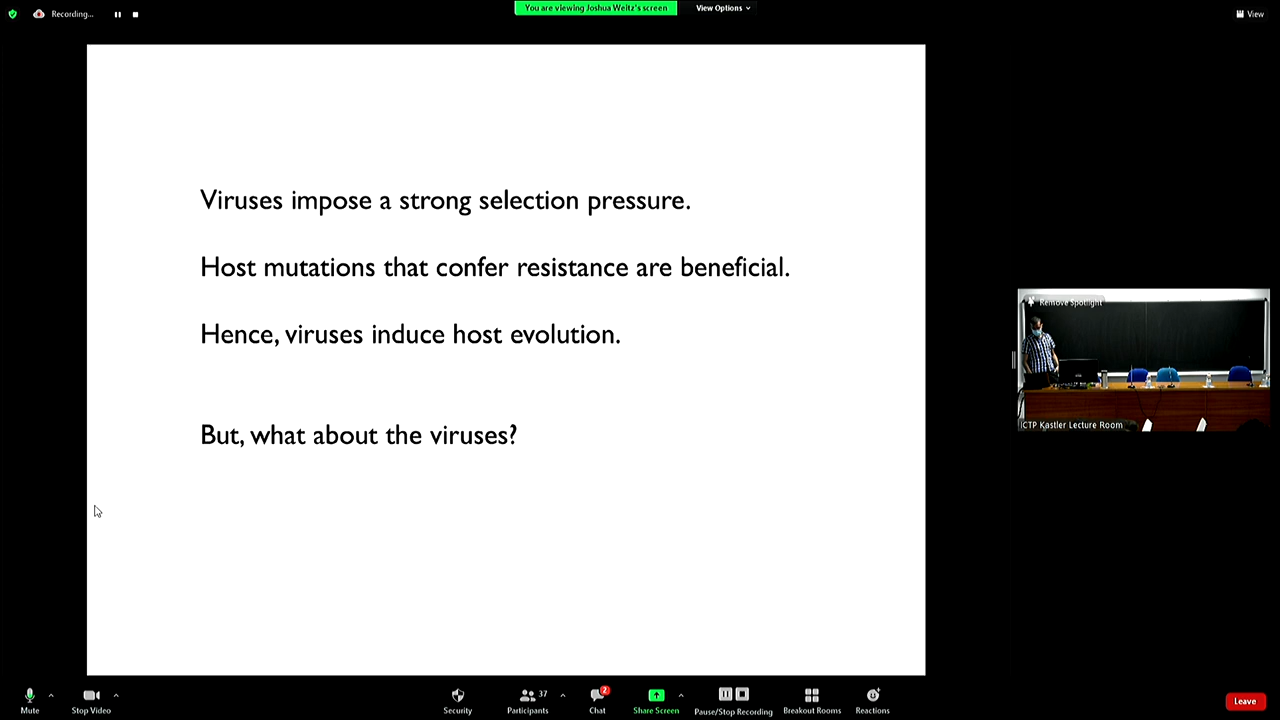 Recording...
You are viewing Joshua Weitz's screen
View Options
View
Viruses impose a strong selection pressure.
Host mutations that confer resistance are beneficial.
Hence, viruses induce host evolution.
But, what about the viruses?
Remove Spotlight
ICTP Kastler Lecture Room
Mute
Stop Video
Security
Participants
37
Chat
2
Share Screen
Pause/Stop Recording
Breakout Rooms
Reactions
Leave